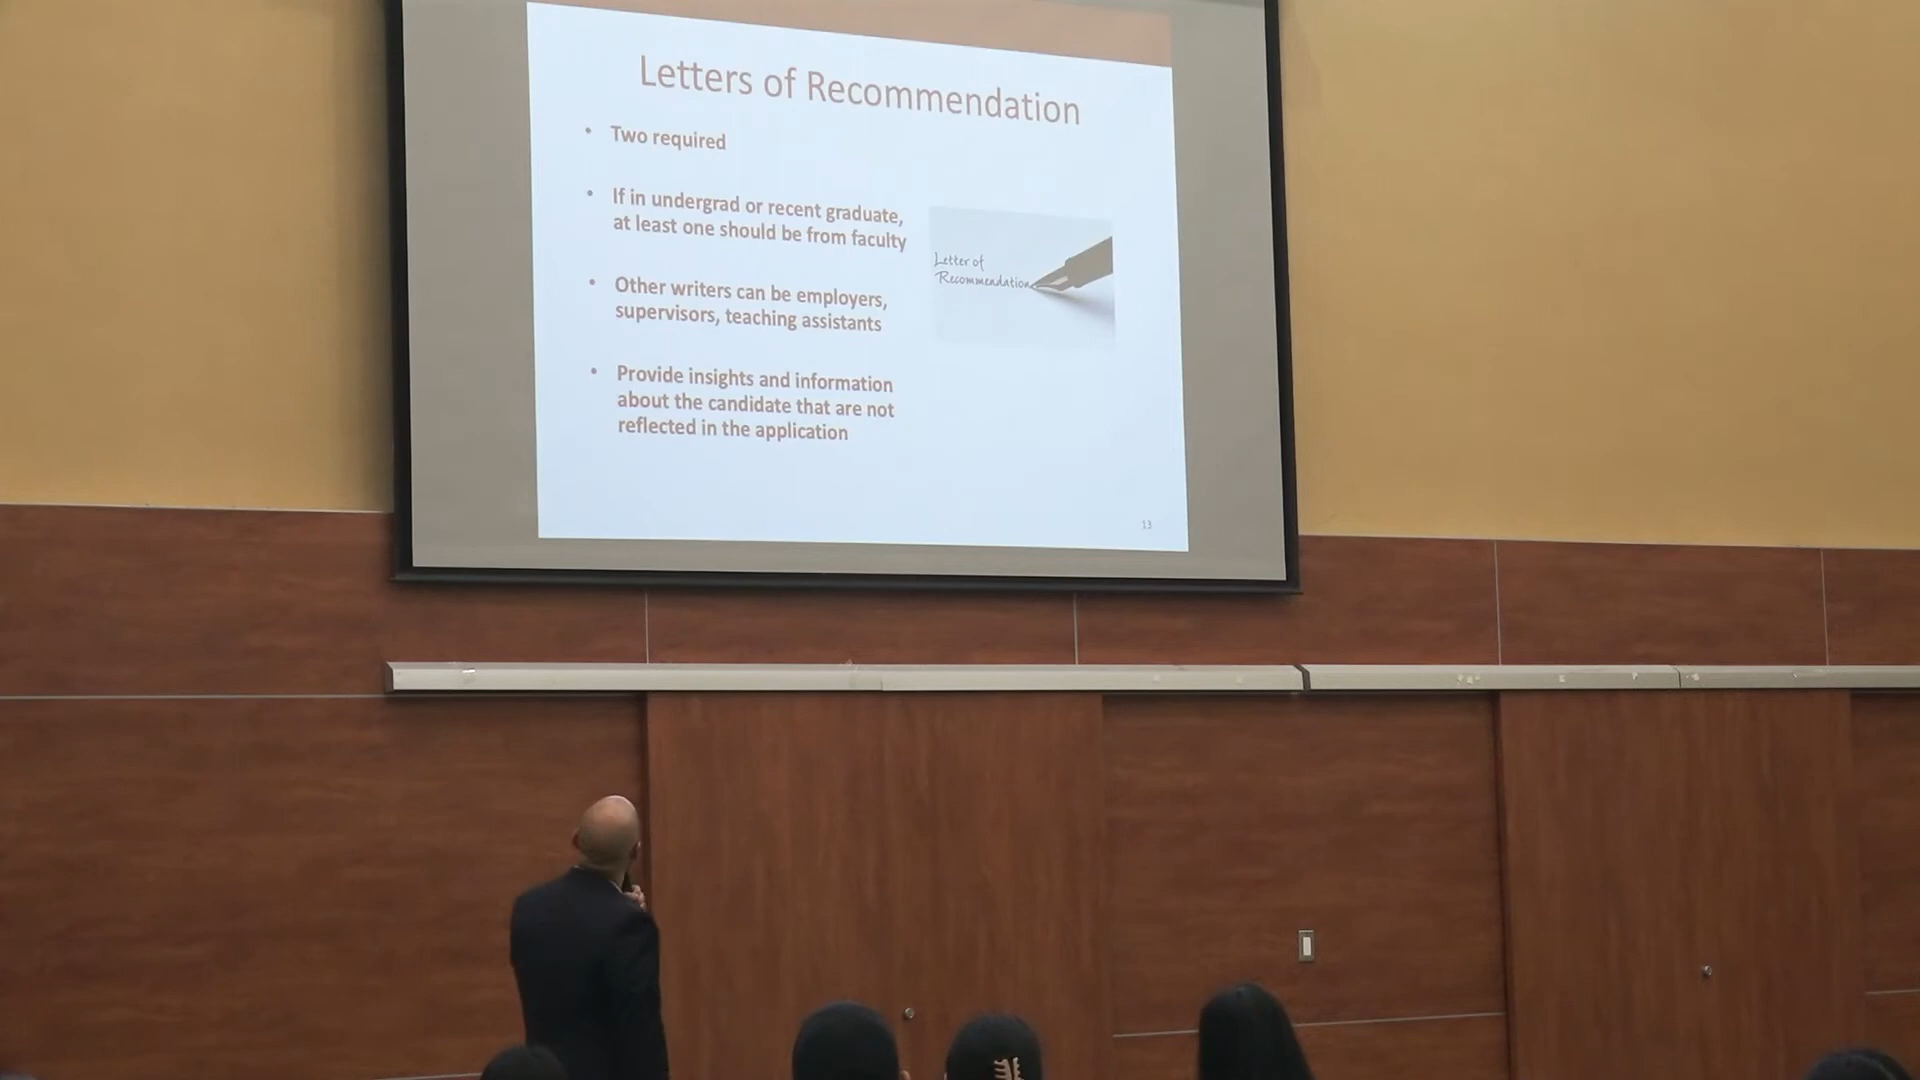 Letters of Recommendation
• Two required
• If in undergrad or recent graduate,
at least one should be from faculty
• Other writers can be employers,
supervisors, teaching assistants
• Provide insights and information
about the candidate that are not
reflected in the application
Letter of
Recommendation
13